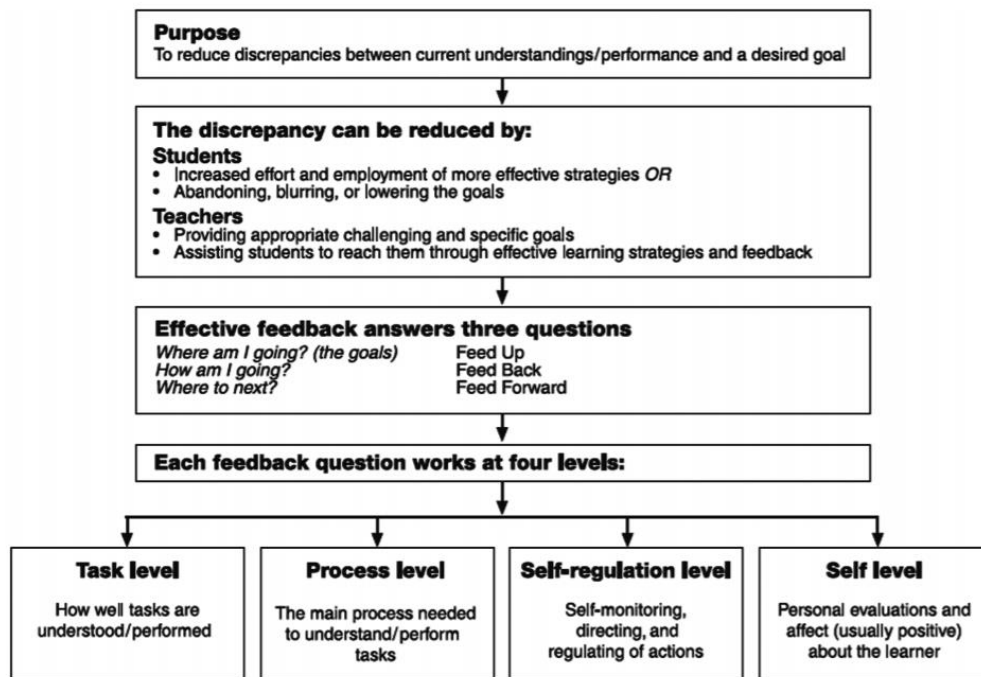 Purpose
To reduce discrepancies between current understandings/performance and a desired goal
The discrepancy can be reduced by:
Students
• Increased effort and employment of more effective strategies OR
• Abandoning, blurring, or lowering the goals
Teachers
• Providing appropriate challenging and specific goals
• Assisting students to reach them through effective learning strategies and feedback
Effective feedback answers three questions
Where am I going? (the goals) Feed Up
How am I going? Feed Back
Where to next? Feed Forward
Each feedback question works at four levels:
Task level
How well tasks are
understood/performed
Process level
The main process needed
to understand/perform
tasks
Self-regulation level
Self-monitoring,
directing, and
regulating of actions
Self level
Personal evaluations and
affect (usually positive)
about the learner